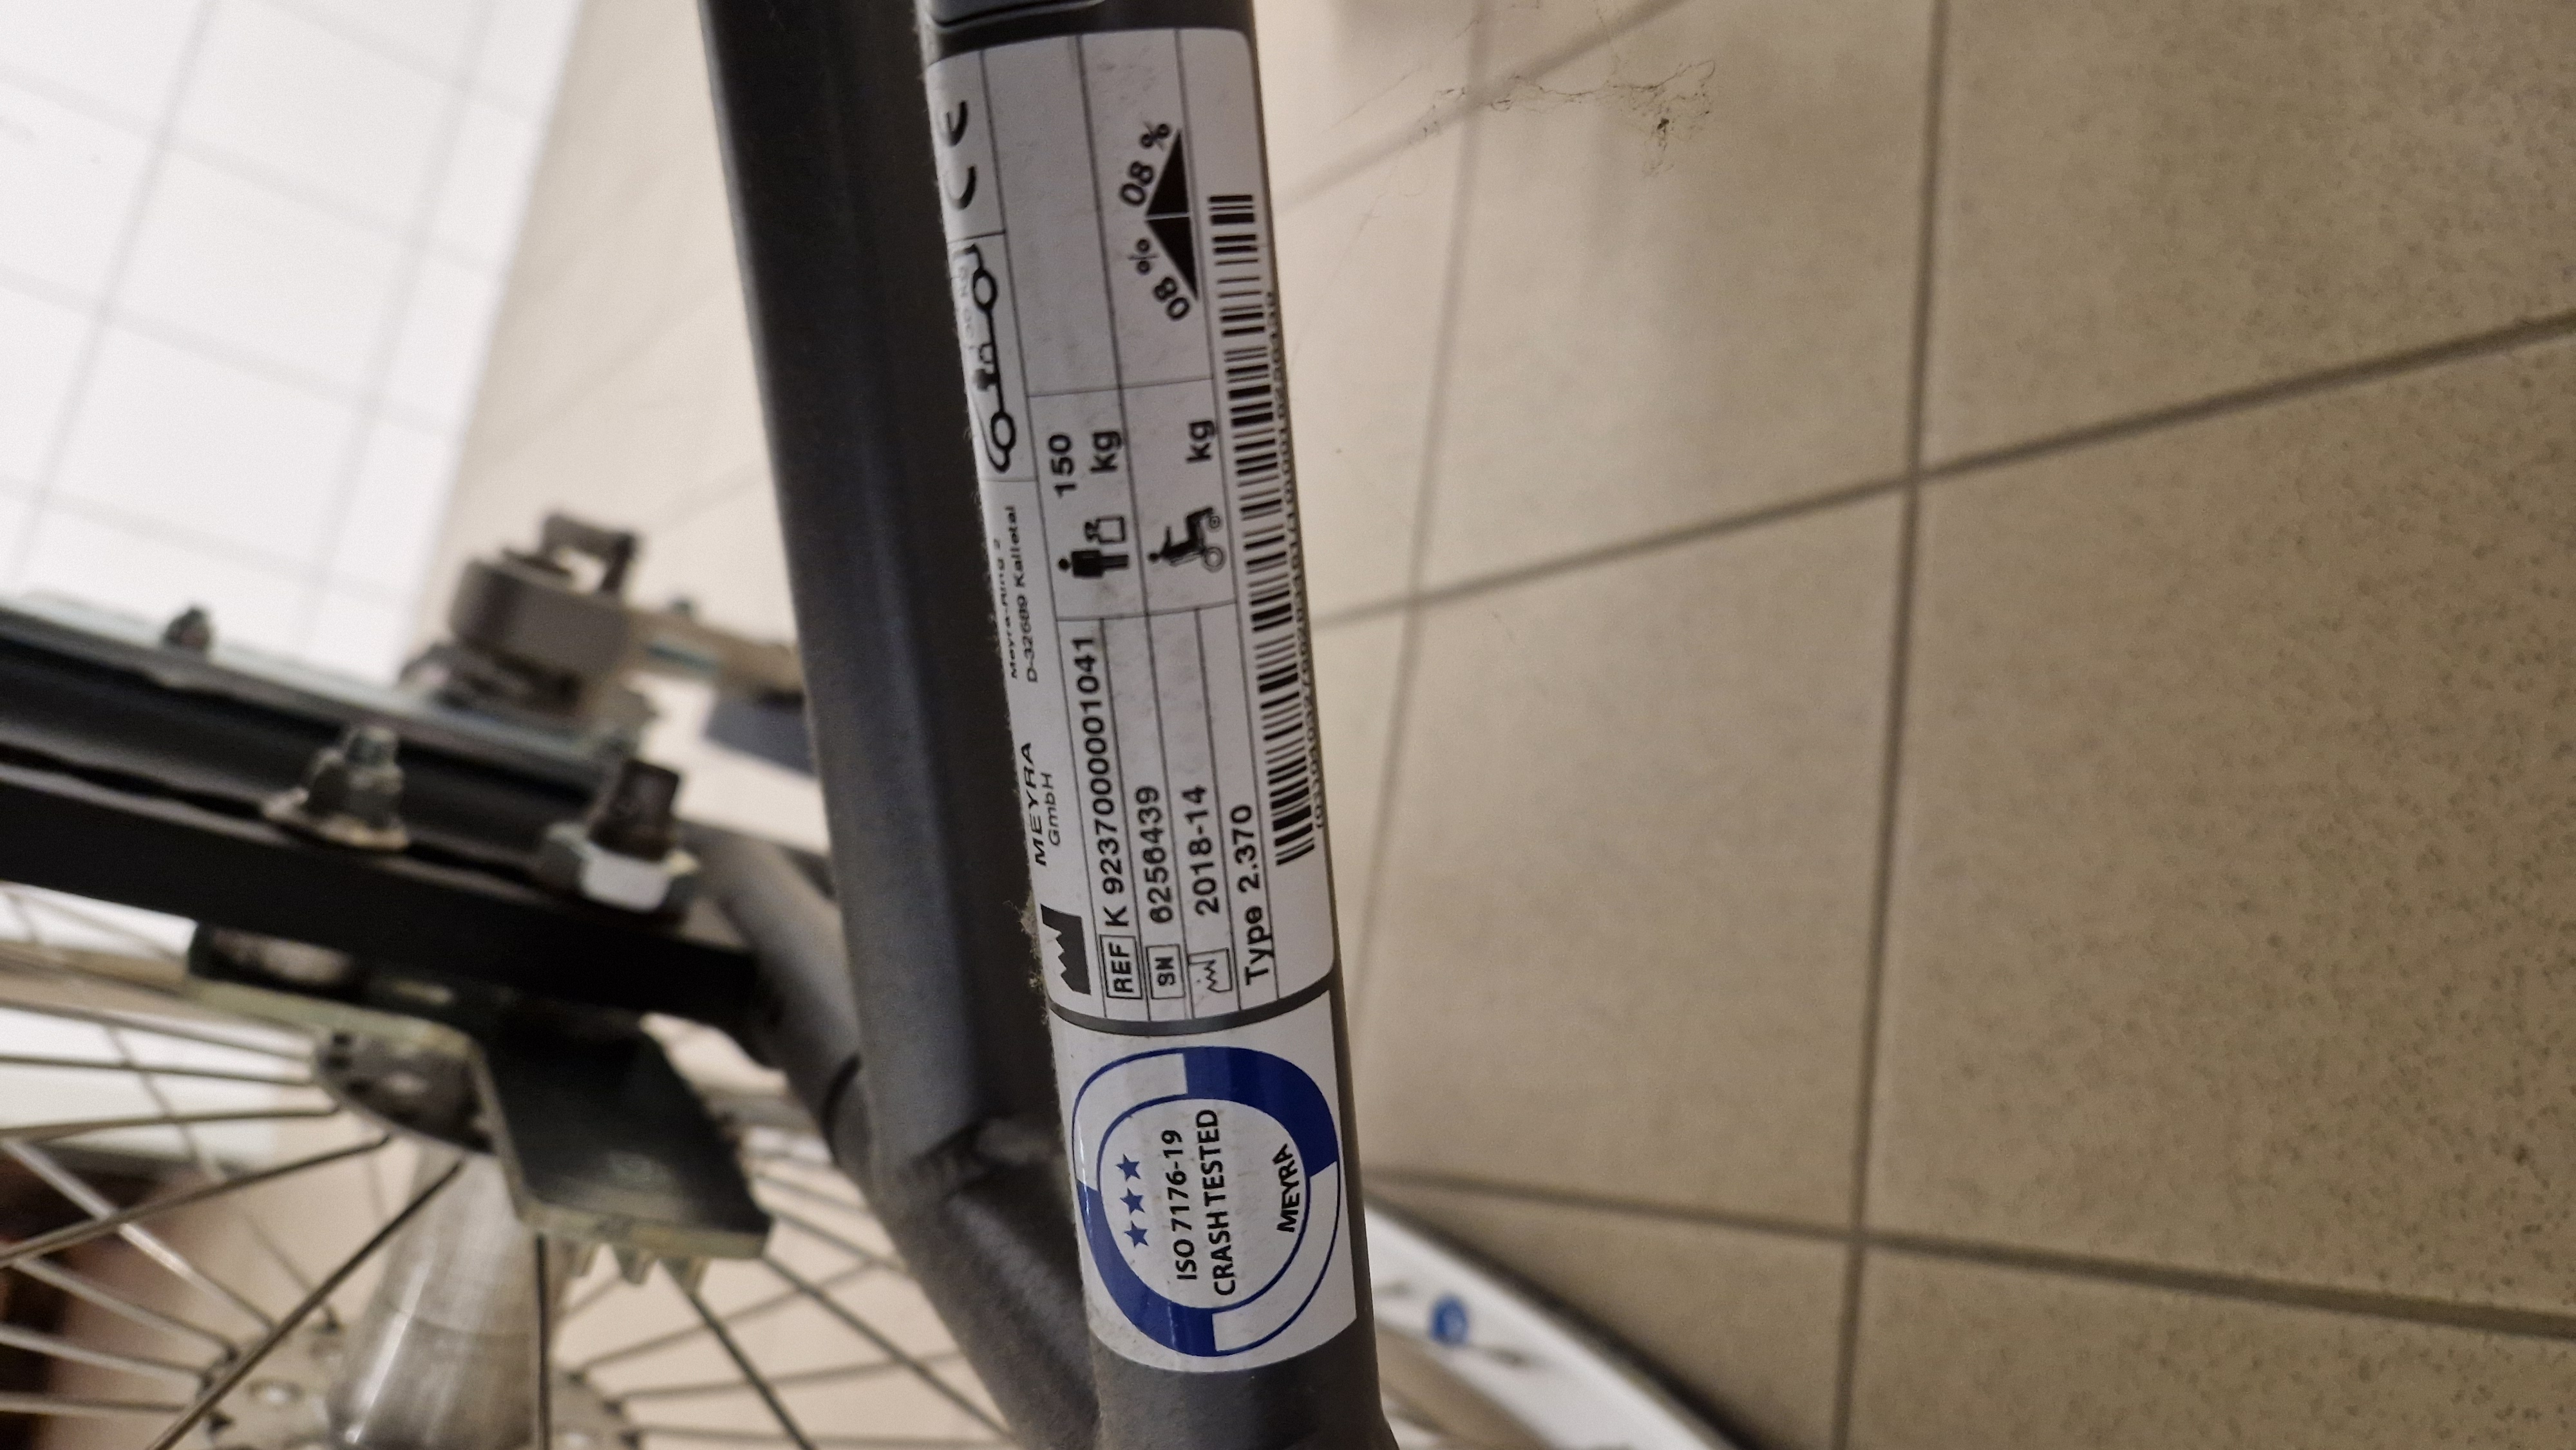 MEYRA
GmbH
Meyra-Ring 2
D-32689 Kalletal
CE
REF K 92370000001041
150
kg
SN 6256439
2018-14
kg
08 % 08 %
Type 2.370
ISO 7176-19
CRASH TESTED
MEYRA